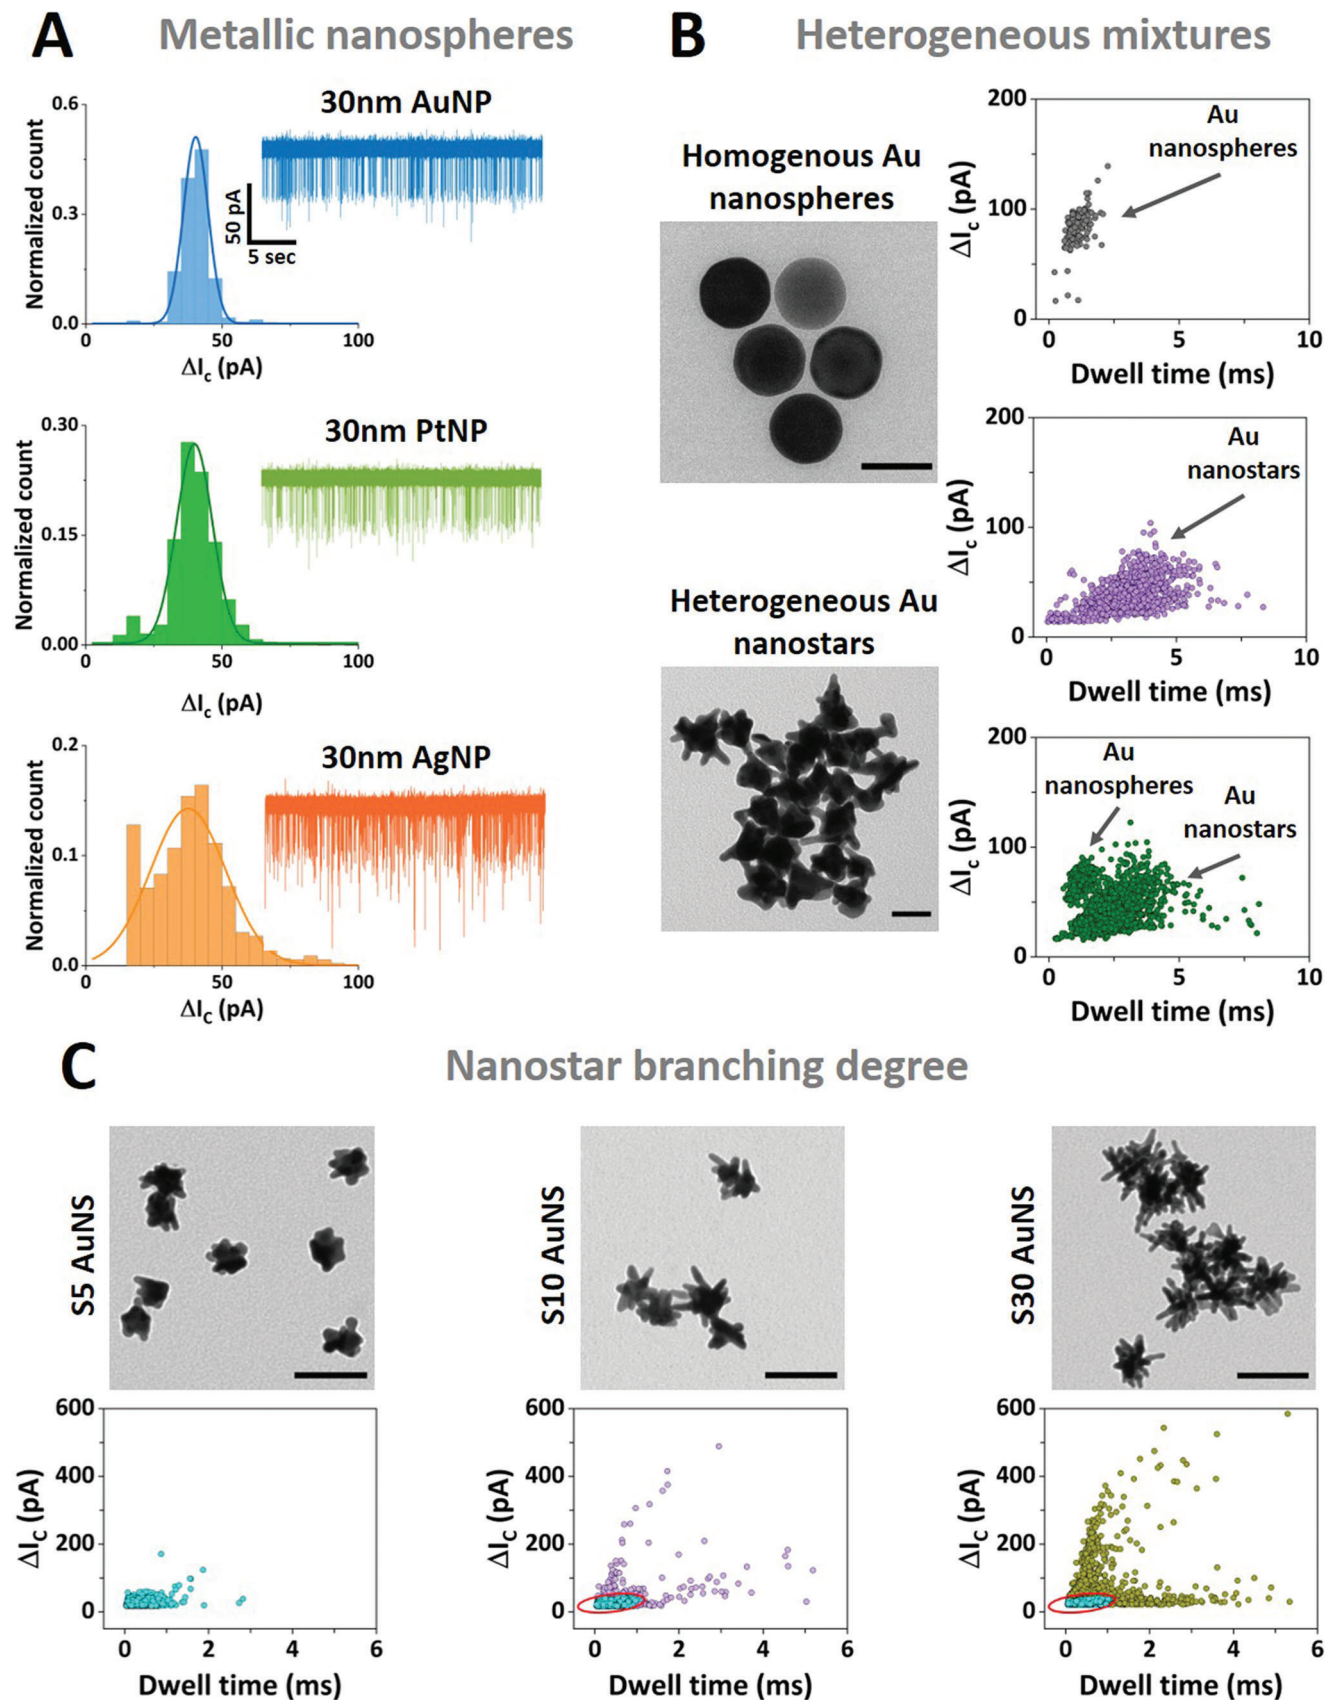 A Metallic nanospheres
30nm AuNP
Normalized count
0.6
0.3
0.0
0
50
100
ΔIc (pA)
50 pA
5 sec
30nm PtNP
Normalized count
0.30
0.15
0.00
0
50
100
ΔIc (pA)
30nm AgNP
Normalized count
0.2
0.1
0.0
0
50
100
ΔIC (pA)
B Heterogeneous mixtures
Homogenous Au
nanospheres
ΔIc (pA)
200
100
0
Au
nanospheres
0
5
10
Dwell time (ms)
ΔIc (pA)
200
100
0
Au
nanostars
0
5
10
Dwell time (ms)
Heterogeneous Au
nanostars
ΔIc (pA)
200
100
0
Au
nanospheres
Au
nanostars
0
5
10
Dwell time (ms)
C Nanostar branching degree
S5 AuNS
ΔIC (pA)
600
400
200
0
0
2
4
6
Dwell time (ms)
S10 AuNS
ΔIC (pA)
600
400
200
0
0
2
4
6
Dwell time (ms)
S30 AuNS
ΔIC (pA)
600
400
200
0
0
2
4
6
Dwell time (ms)